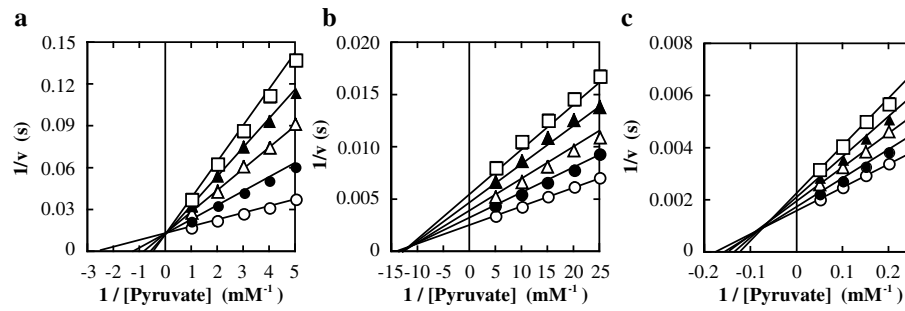 a
b
c
0.15
0.12
0.09
0.06
0.03
0
1/v (s)
-3 -2 -1 0 1 2 3 4 5
1 / [Pyruvate] (mM-1)
0.020
0.015
0.010
0.005
0
1/v (s)
-15 -10 -5 0 5 10 15 20 25
1 / [Pyruvate] (mM-1)
0.008
0.006
0.004
0.002
0
1/v (s)
-0.2 -0.1 0 0.1 0.2
1 / [Pyruvate] (mM-1)